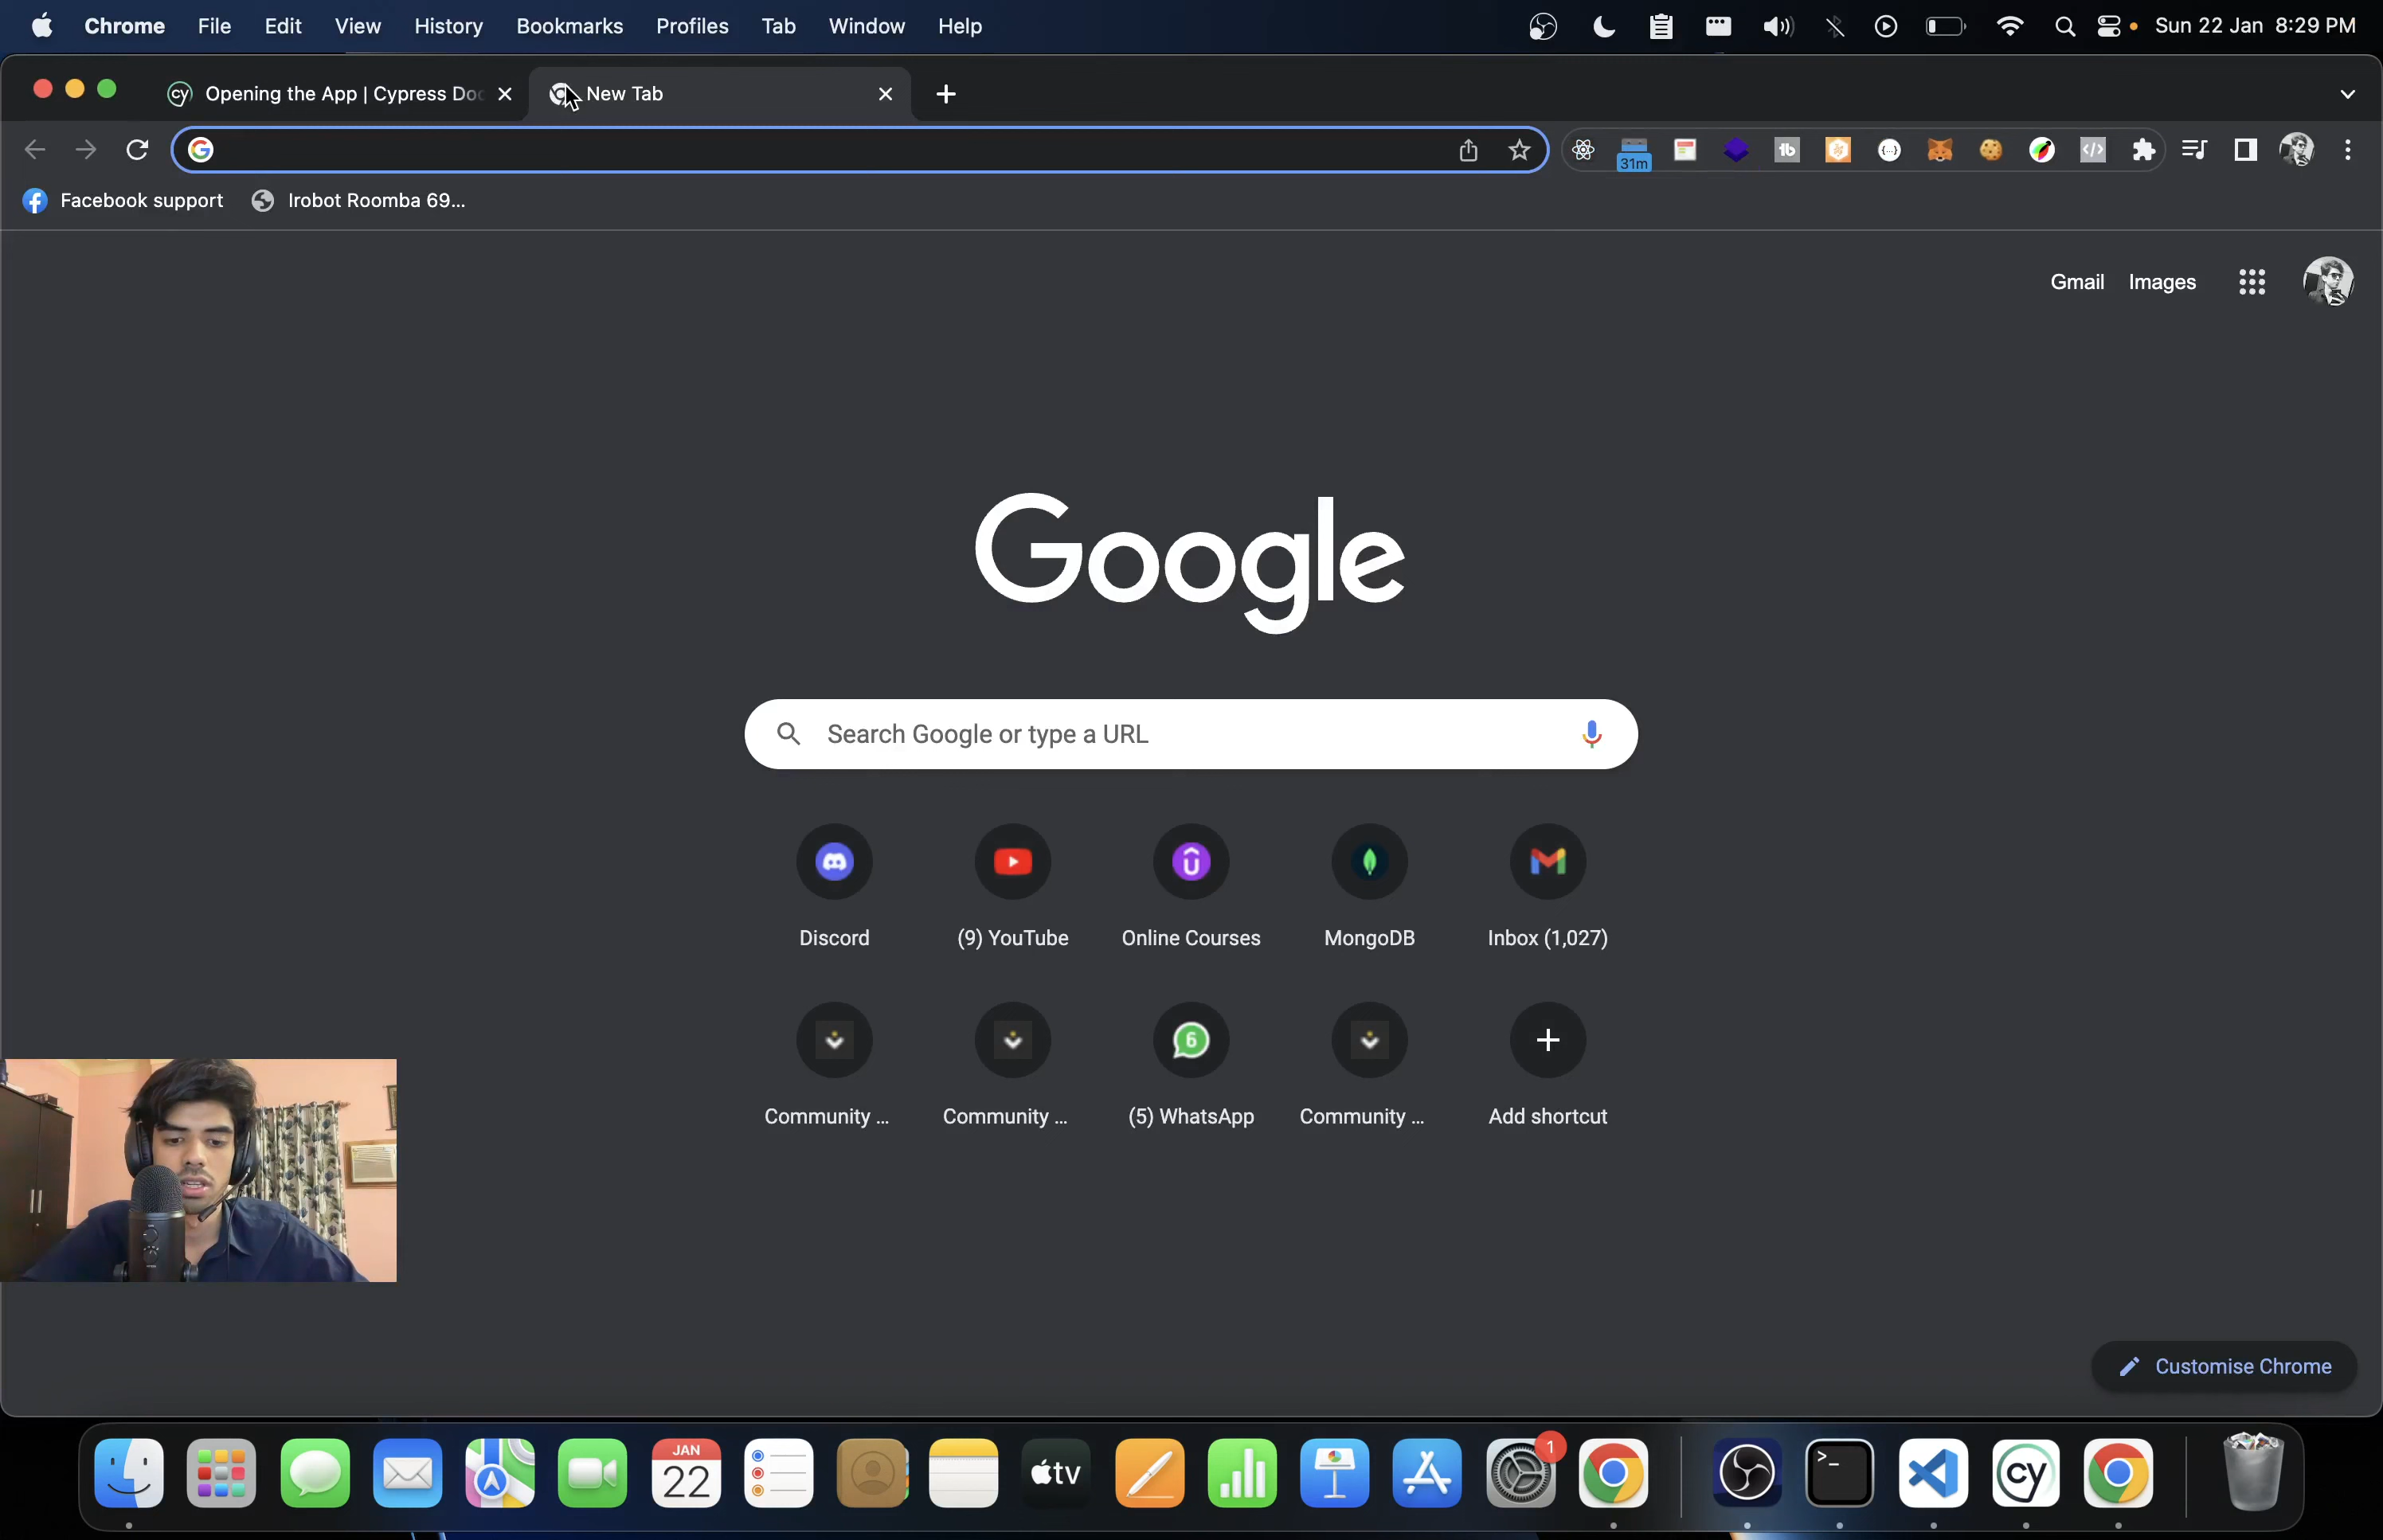 Chrome File Edit View History Bookmarks Profiles Tab Window Help Sun 22 Jan 8:29 PM
Opening the App | Cypress Doc New Tab
31m
Facebook support Irobot Roomba 69...
Gmail Images
Google
Search Google or type a URL
Discord (9) YouTube Online Courses MongoDB Inbox (1,027)
6
Community ... Community ... (5) WhatsApp Community ... Add shortcut
Customise Chrome
JAN
22
tv
1
>_
cy